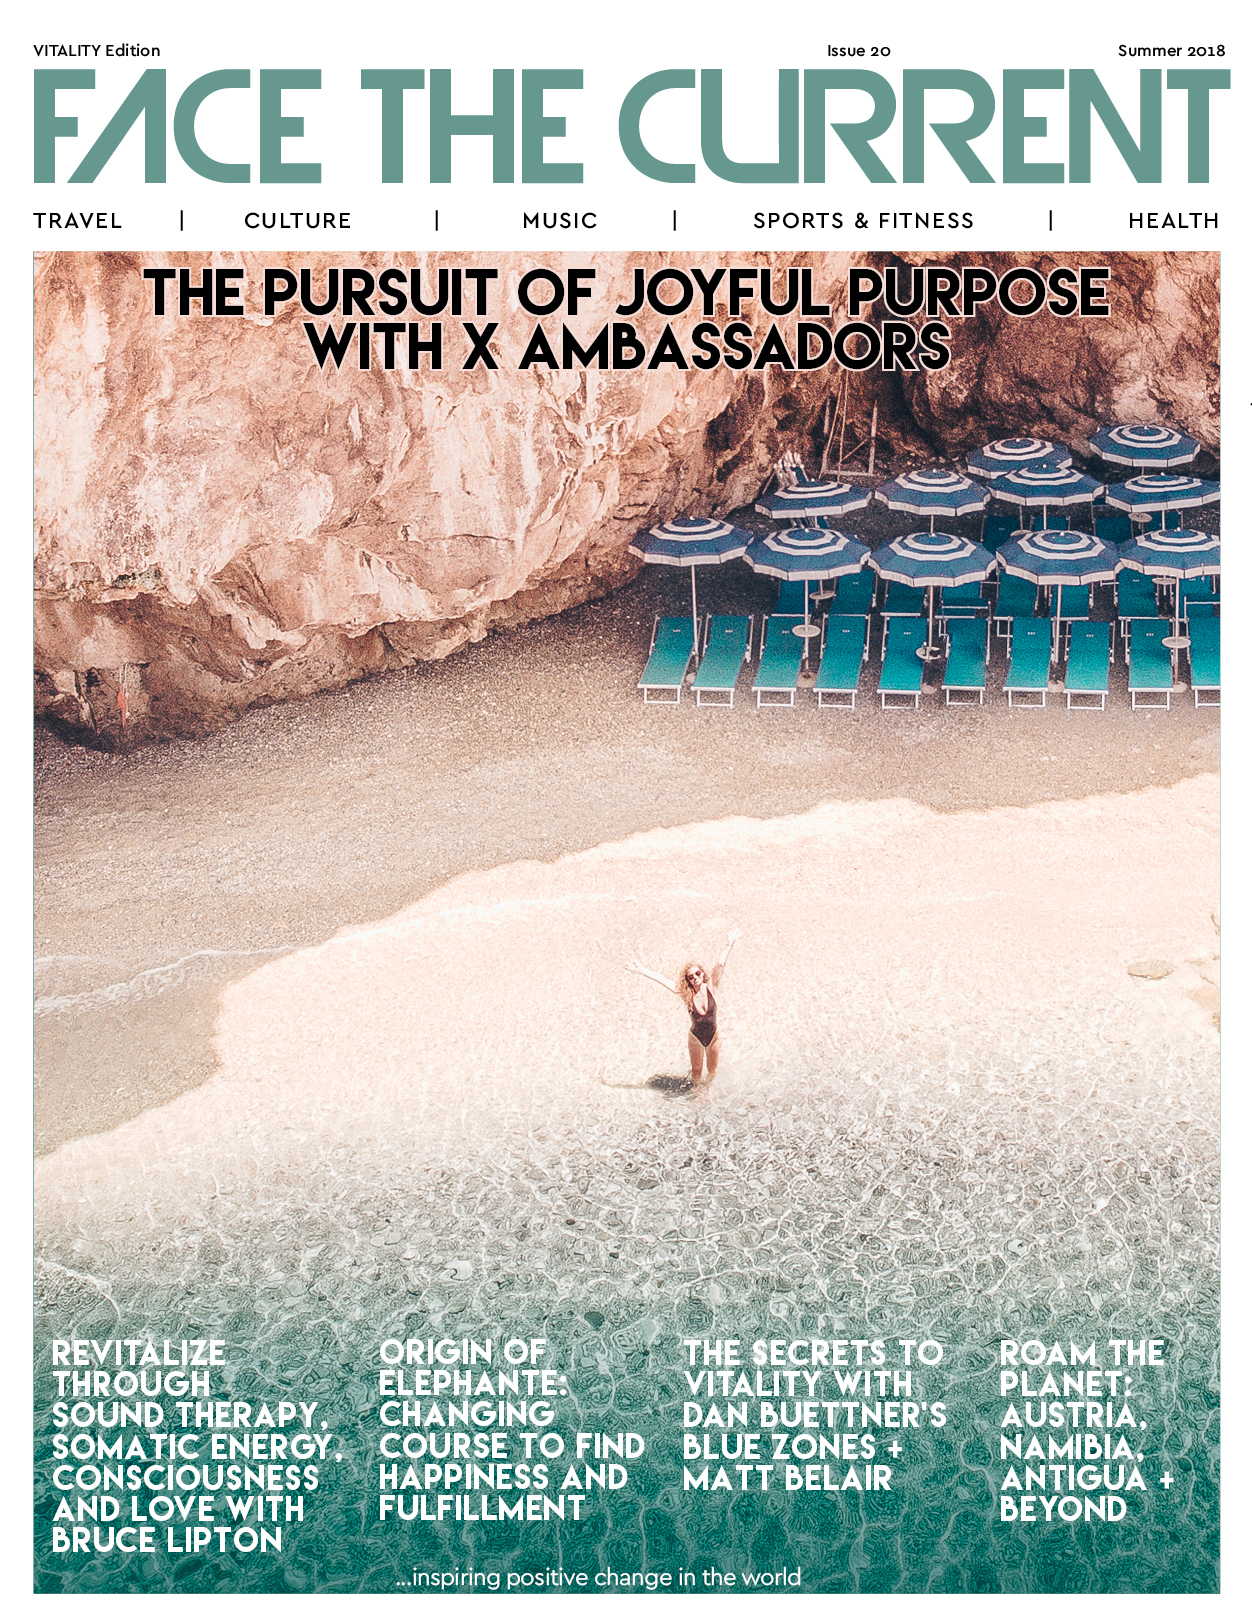 VITALITY Edition Issue 20 Summer 2018
FACE THE CURRENT
TRAVEL | CULTURE | MUSIC | SPORTS & FITNESS | HEALTH
THE PURSUIT OF JOYFUL PURPOSE
WITH X AMBASSADORS
REVITALIZE
THROUGH
SOUND THERAPY,
SOMATIC ENERGY,
CONSCIOUSNESS
AND LOVE WITH
BRUCE LIPTON
ORIGIN OF
ELEPHANTE:
CHANGING
COURSE TO FIND
HAPPINESS AND
FULFILLMENT
THE SECRETS TO
VITALITY WITH
DAN BUETTNER'S
BLUE ZONES +
MATT BELAIR
ROAM THE
PLANET:
AUSTRIA,
NAMIBIA,
ANTIGUA +
BEYOND
...inspiring positive change in the world